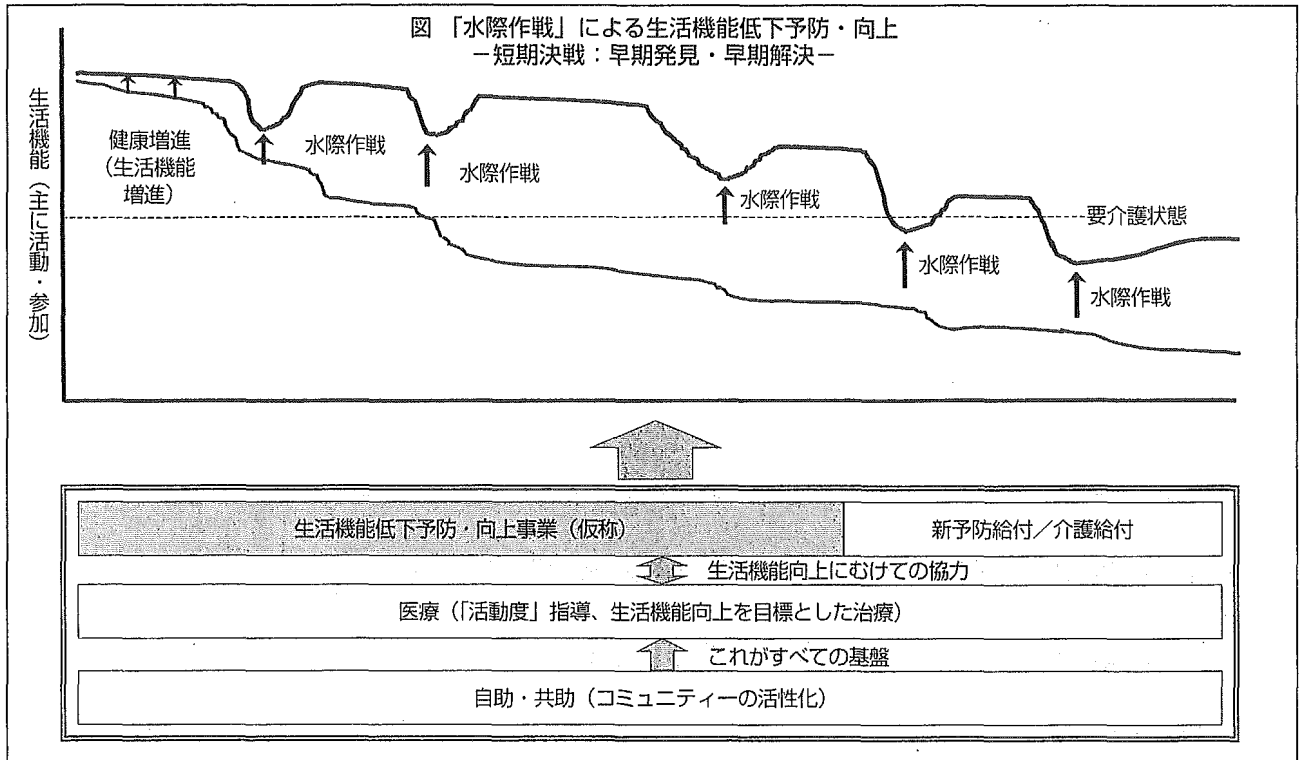 図 「水際作戦」による生活機能低下予防・向上
－短期決戦：早期発見・早期解決－
生活機能（主に活動・参加）
健康増進
（生活機能
増進）
水際作戦
水際作戦
水際作戦
要介護状態
水際作戦
水際作戦
生活機能低下予防・向上事業（仮称）
新予防給付／介護給付
生活機能向上にむけての協力
医療（「活動度」指導、生活機能向上を目標とした治療）
これがすべての基盤
自助・共助（コミュニティーの活性化）